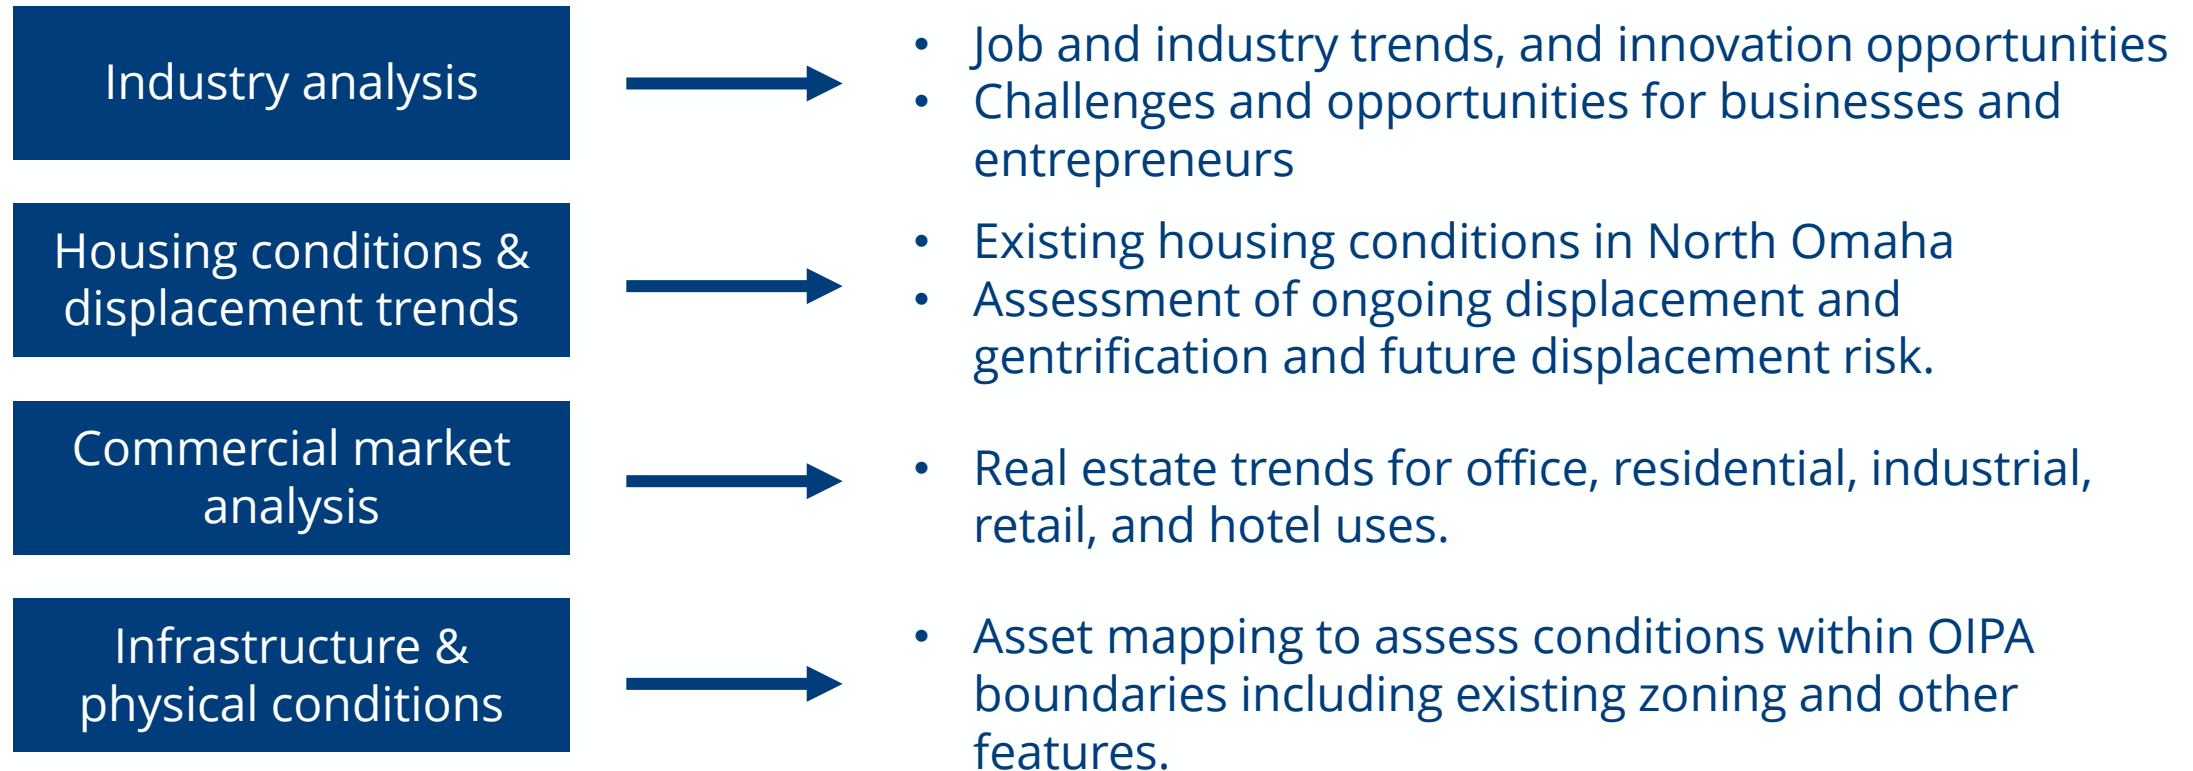 Industry analysis
• Job and industry trends, and innovation opportunities
• Challenges and opportunities for businesses and
entrepreneurs
Housing conditions &
displacement trends
• Existing housing conditions in North Omaha
• Assessment of ongoing displacement and
gentrification and future displacement risk.
Commercial market
analysis
• Real estate trends for office, residential, industrial,
retail, and hotel uses.
Infrastructure &
physical conditions
• Asset mapping to assess conditions within OIPA
boundaries including existing zoning and other
features.